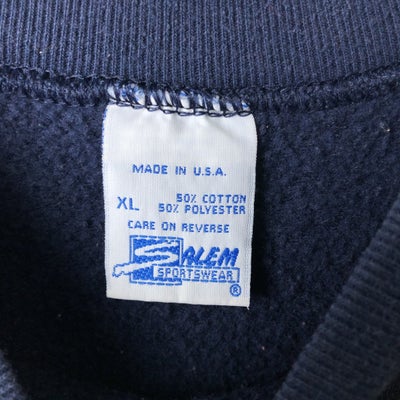 MADE IN U.S.A.
XL 50% COTTON
50% POLYESTER
CARE ON REVERSE
SALEM
SPORTSWEAR
®